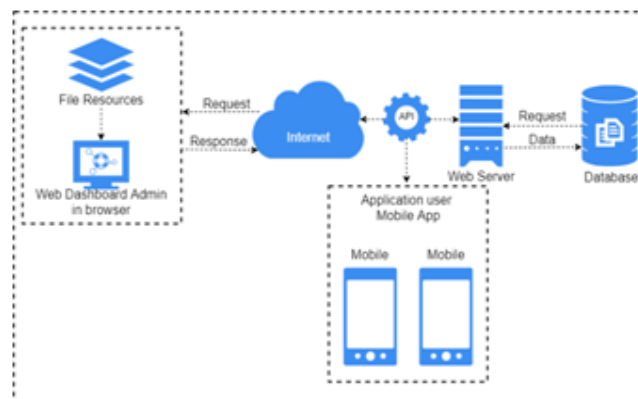 File Resources
Web Dashboard Admin
in browser
Request
Response
Internet
API
Web Server
Request
Data
Database
Application user
Mobile App
Mobile
Mobile